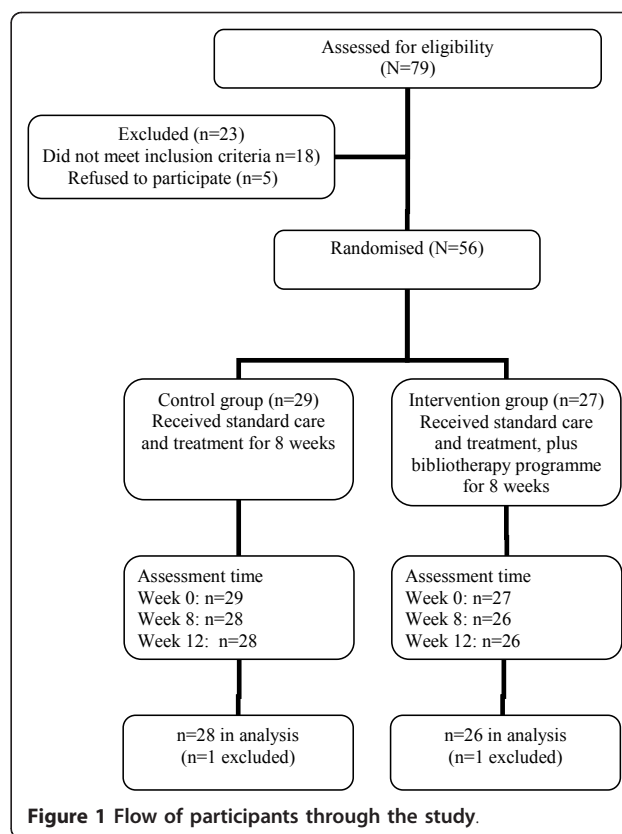 Assessed for eligibility
(N=79)
Excluded (n=23)
Did not meet inclusion criteria n=18)
Refused to participate (n=5)
Randomised (N=56)
Control group (n=29)
Received standard care
and treatment for 8 weeks
Intervention group (n=27)
Received standard care
and treatment, plus
bibliotherapy programme
for 8 weeks
Assessment time
Week 0: n=29
Week 8: n=28
Week 12: n=28
Assessment time
Week 0: n=27
Week 8: n=26
Week 12: n=26
n=28 in analysis
(n=1 excluded)
n=26 in analysis
(n=1 excluded)
Figure 1 Flow of participants through the study.